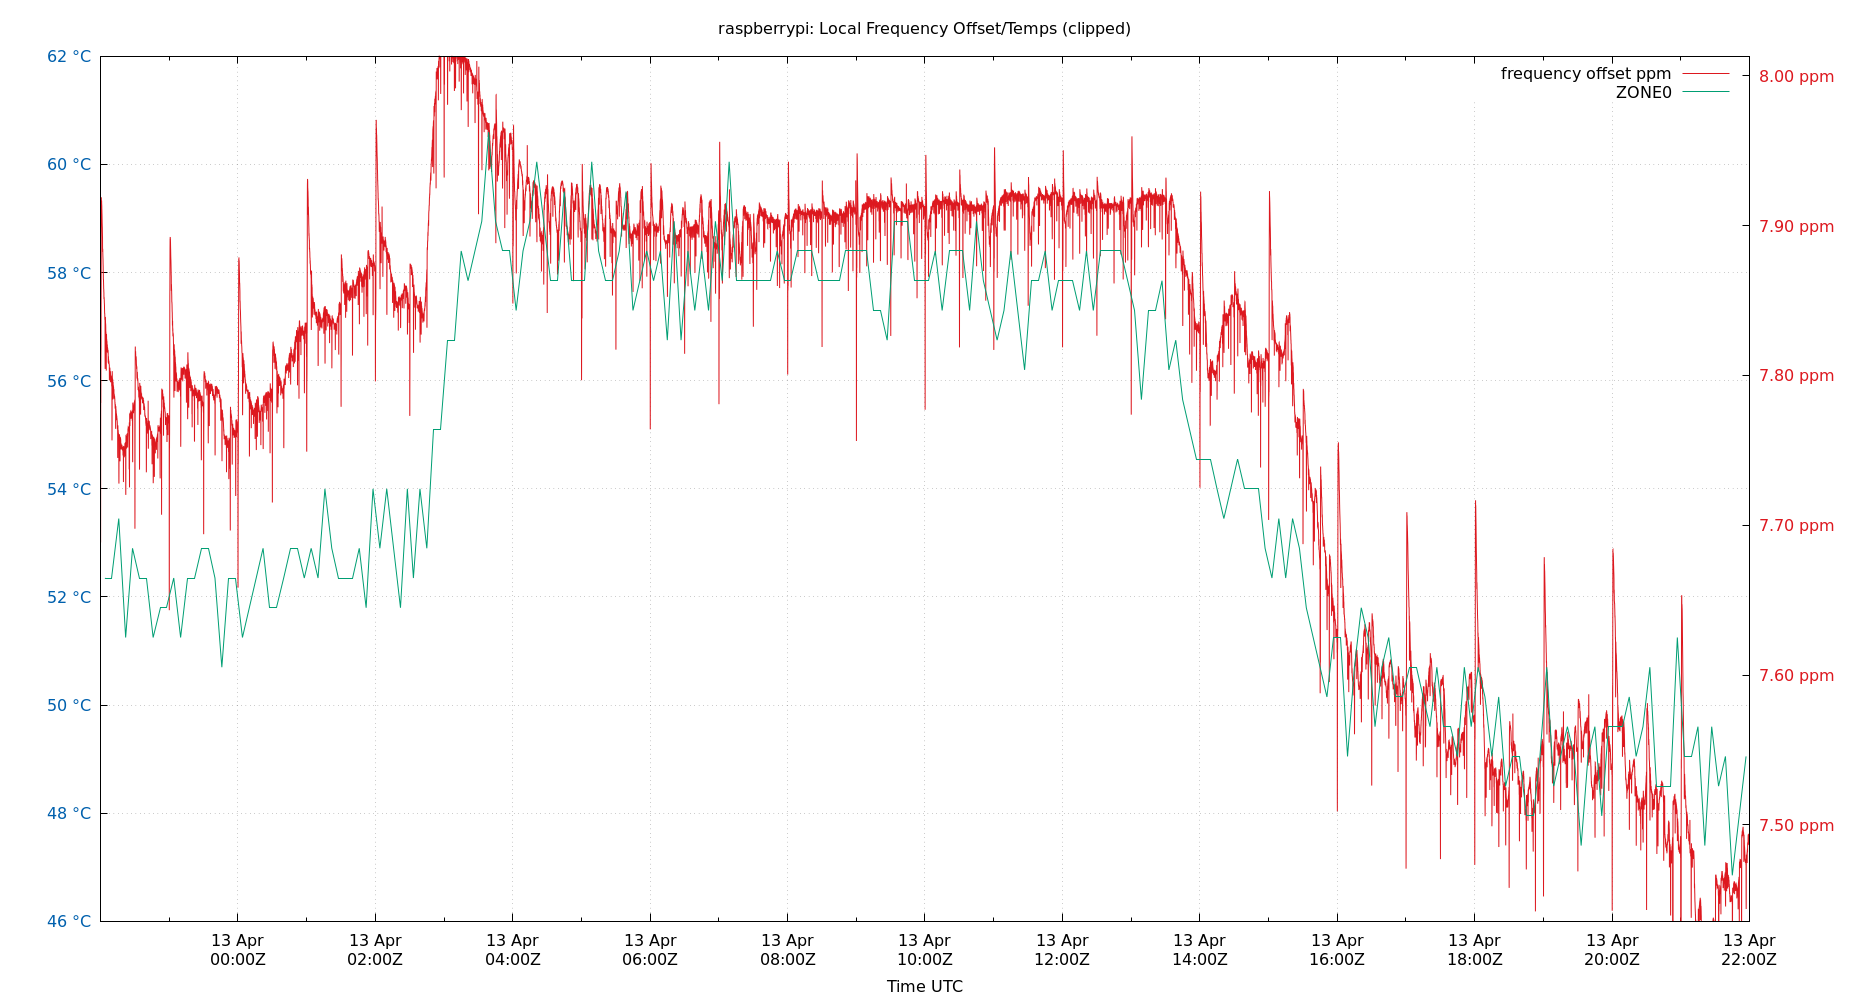 raspberrypi: Local Frequency Offset/Temps (clipped)
frequency offset ppm
ZONE0
62 °C
60 °C
58 °C
56 °C
54 °C
52 °C
50 °C
48 °C
46 °C
8.00 ppm
7.90 ppm
7.80 ppm
7.70 ppm
7.60 ppm
7.50 ppm
13 Apr
00:00Z
13 Apr
02:00Z
13 Apr
04:00Z
13 Apr
06:00Z
13 Apr
08:00Z
13 Apr
10:00Z
13 Apr
12:00Z
13 Apr
14:00Z
13 Apr
16:00Z
13 Apr
18:00Z
13 Apr
20:00Z
13 Apr
22:00Z
Time UTC